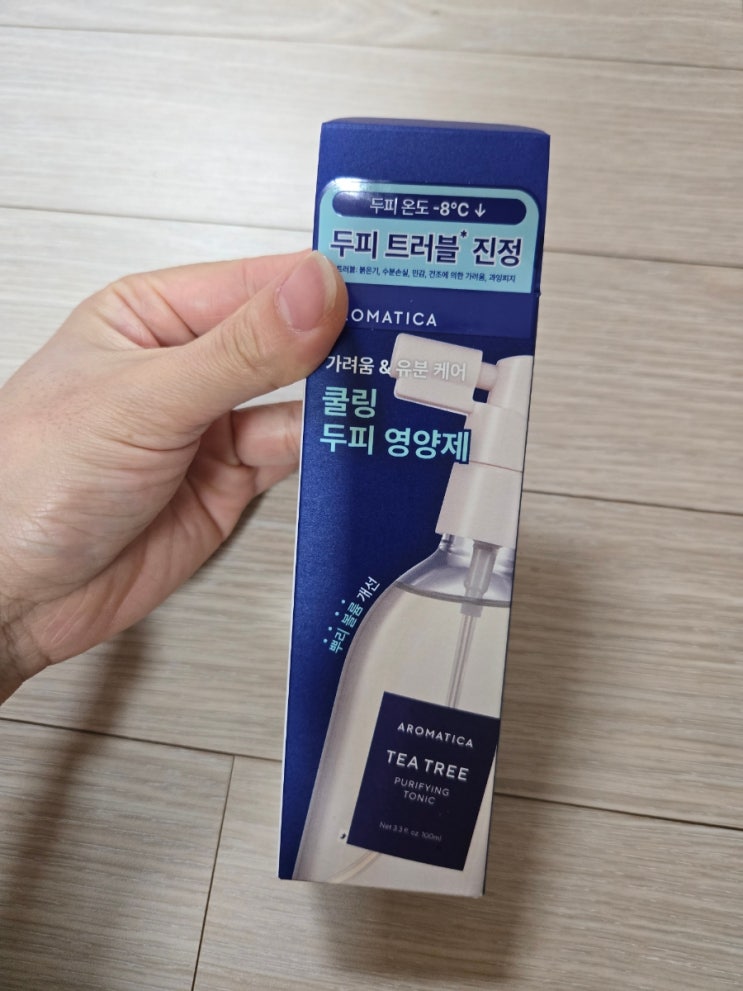 두피 온도 -8℃ ↓
두피 트러블* 진정
트러블: 붉은기, 수분손실, 민감, 건조에 의한 가려움, 과잉피지
OMATICA
가려움 & 유분 케어
쿨링
두피 영양제
뿌리 볼륨 개선
AROMATICA
TEA TREE
PURIFYING
TONIC
Net 3.3 fl. oz. 100ml